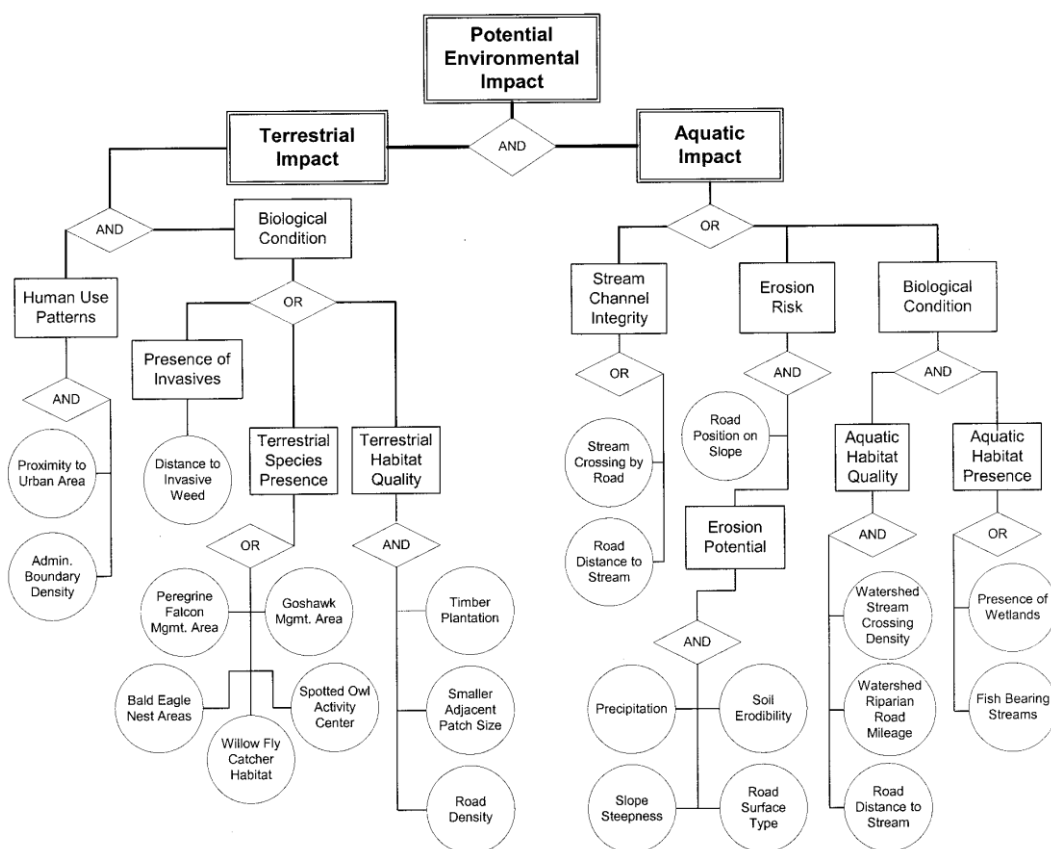 Potential
Environmental
Impact
Terrestrial
Impact
AND
Aquatic
Impact
AND
Biological
Condition
OR
Human Use
Patterns
OR
Stream
Channel
Integrity
Erosion
Risk
Biological
Condition
Presence of
Invasives
AND
OR
AND
AND
Proximity to
Urban Area
Distance to
Invasive
Weed
Terrestrial
Species
Presence
Terrestrial
Habitat
Quality
Stream
Crossing by
Road
Road
Position on
Slope
Aquatic
Habitat
Quality
Aquatic
Habitat
Presence
Admin.
Boundary
Density
OR
AND
Road
Distance to
Stream
Erosion
Potential
AND
OR
Peregrine
Falcon
Mgmt. Area
Goshawk
Mgmt. Area
Timber
Plantation
AND
Watershed
Stream
Crossing
Density
Presence of
Wetlands
Bald Eagle
Nest Areas
Spotted Owl
Activity
Center
Willow Fly
Catcher
Habitat
Smaller
Adjacent
Patch Size
Precipitation
Soil
Erodibility
Watershed
Riparian
Road
Mileage
Fish Bearing
Streams
Road
Density
Slope
Steepness
Road
Surface
Type
Road
Distance to
Stream